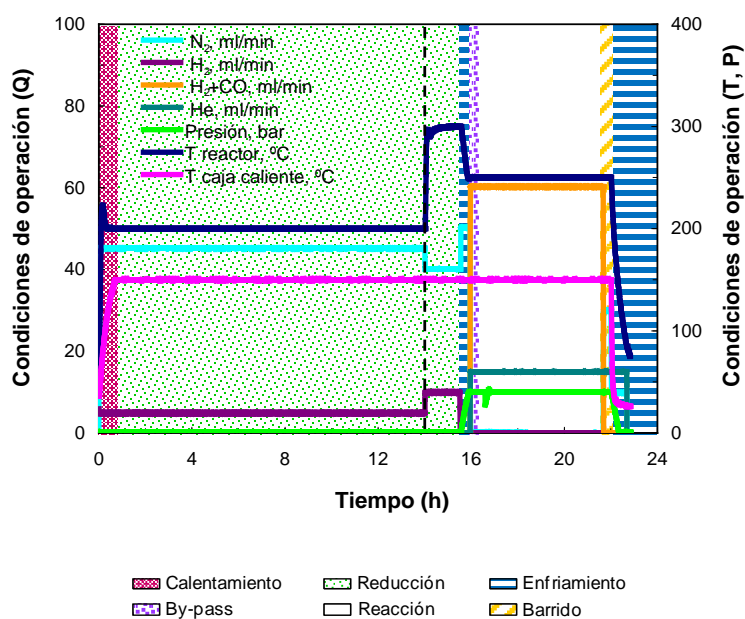 Condiciones de operación (Q)
100
80
60
40
20
0
N2, ml/min
H2, ml/min
H2+CO, ml/min
He, ml/min
Presión, bar
T reactor, ºC
T caja caliente, ºC
400
300
200
100
0
Condiciones de operación (T, P)
0 4 8 12 16 20 24
Tiempo (h)
Calentamiento Reducción Enfriamiento
By-pass Reacción Barrido